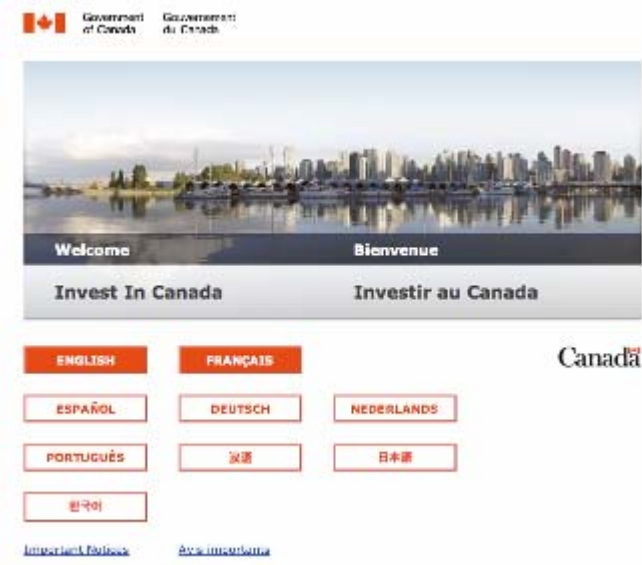 Government Gouvernement
of Canada du Canada
Welcome Bienvenue
Invest In Canada Investir au Canada
ENGLISH FRANÇAIS
Canada
ESPAÑOL DEUTSCH NEDERLANDS
PORTUGUÊS 汉语 日本語
한국어
Important Notices Avis importants